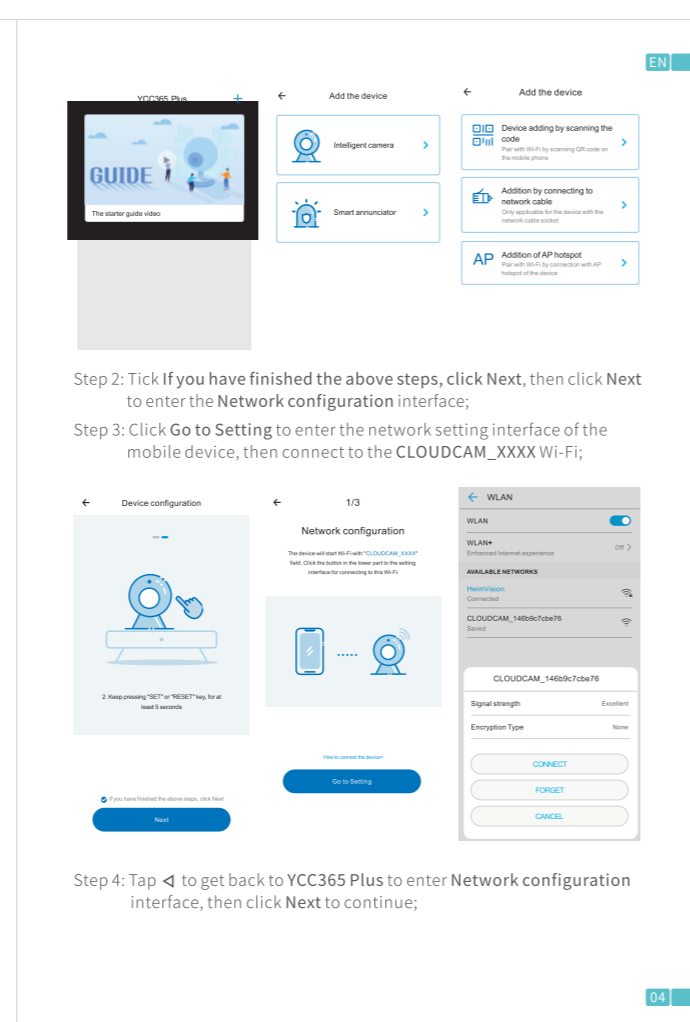 EN
YCC365 Plus
+
GUIDE
The starter guide video
Add the device
Intelligent camera
Smart annunciator
Add the device
Device adding by scanning the
code
Pair with Wi-Fi by scanning QR code on
the mobile phone
Addition by connecting to
network cable
Only applicable for the device with the
network cable socket
AP
Addition of AP hotspot
Pair with Wi-Fi by connection with AP
hotspot of the device
Step 2: Tick If you have finished the above steps, click Next, then click Next
to enter the Network configuration interface;
Step 3: Click Go to Setting to enter the network setting interface of the
mobile device, then connect to the CLOUDCAM_XXXX Wi-Fi;
Device configuration
2. Keep pressing "SET" or "RESET" key, for at
least 5 seconds
If you have finished the above steps, click Next
Next
1/3
Network configuration
The device will start Wi-Fi with "CLOUDCAM_XXXX"
field. Click the button in the lower part to the setting
interface for connecting to this Wi-Fi
How to connect the device>
Go to Setting
WLAN
WLAN
WLAN+
Enhanced Internet experience
Off >
AVAILABLE NETWORKS
HeimVision
Connected
CLOUDCAM_146b9c7cbe76
Saved
CLOUDCAM_146b9c7cbe76
Signal strength Excellent
Encryption Type None
CONNECT
FORGET
CANCEL
Step 4: Tap ◁ to get back to YCC365 Plus to enter Network configuration
interface, then click Next to continue;
04